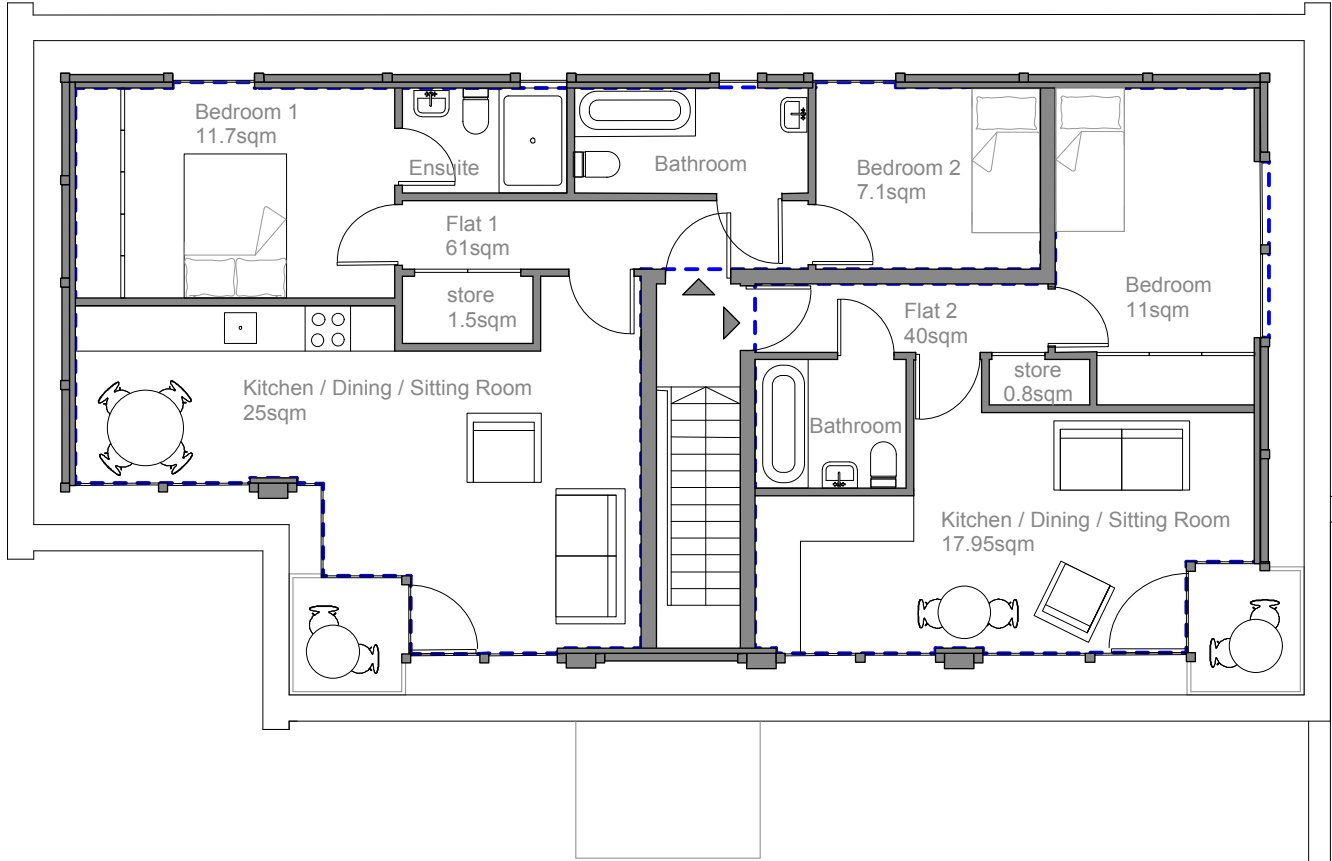 Bedroom 1
11.7sqm
Ensuite
Bathroom
Bedroom 2
7.1sqm
Flat 1
61sqm
store
1.5sqm
Bedroom
11sqm
Flat 2
40sqm
store
0.8sqm
Kitchen / Dining / Sitting Room
25sqm
Bathroom
Kitchen / Dining / Sitting Room
17.95sqm